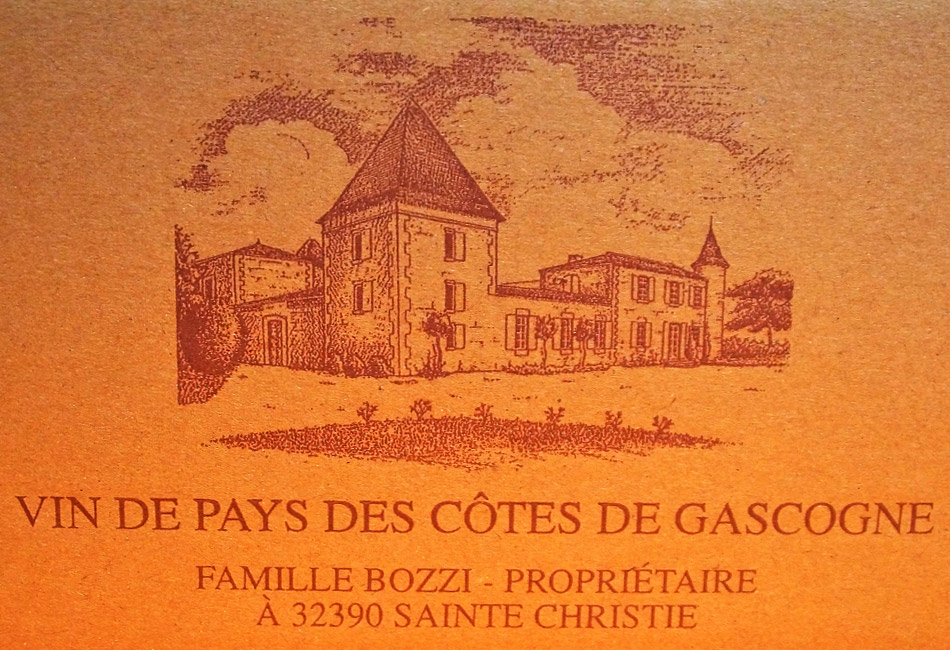 VIN DE PAYS DES CÔTES DE GASCOGNE
FAMILLE BOZZI - PROPRIÉTAIRE
À 32390 SAINTE CHRISTIE